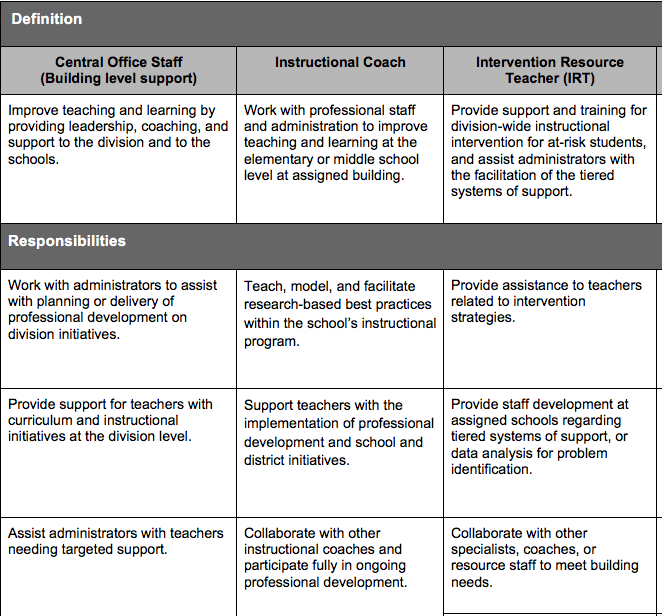 Definition
Central Office Staff
(Building level support)
Instructional Coach
Intervention Resource
Teacher (IRT)
Improve teaching and learning by
providing leadership, coaching, and
support to the division and to the
schools.
Work with professional staff
and administration to improve
teaching and learning at the
elementary or middle school
level at assigned building.
Provide support and training for
division-wide instructional
intervention for at-risk students,
and assist administrators with
the facilitation of the tiered
systems of support.
Responsibilities
Work with administrators to assist
with planning or delivery of
professional development on
division initiatives.
Teach, model, and facilitate
research-based best practices
within the school’s instructional
program.
Provide assistance to teachers
related to intervention
strategies.
Provide support for teachers with
curriculum and instructional
initiatives at the division level.
Support teachers with the
implementation of professional
development and school and
district initiatives.
Provide staff development at
assigned schools regarding
tiered systems of support, or
data analysis for problem
identification.
Assist administrators with teachers
needing targeted support.
Collaborate with other
instructional coaches and
participate fully in ongoing
professional development.
Collaborate with other
specialists, coaches, or
resource staff to meet building
needs.